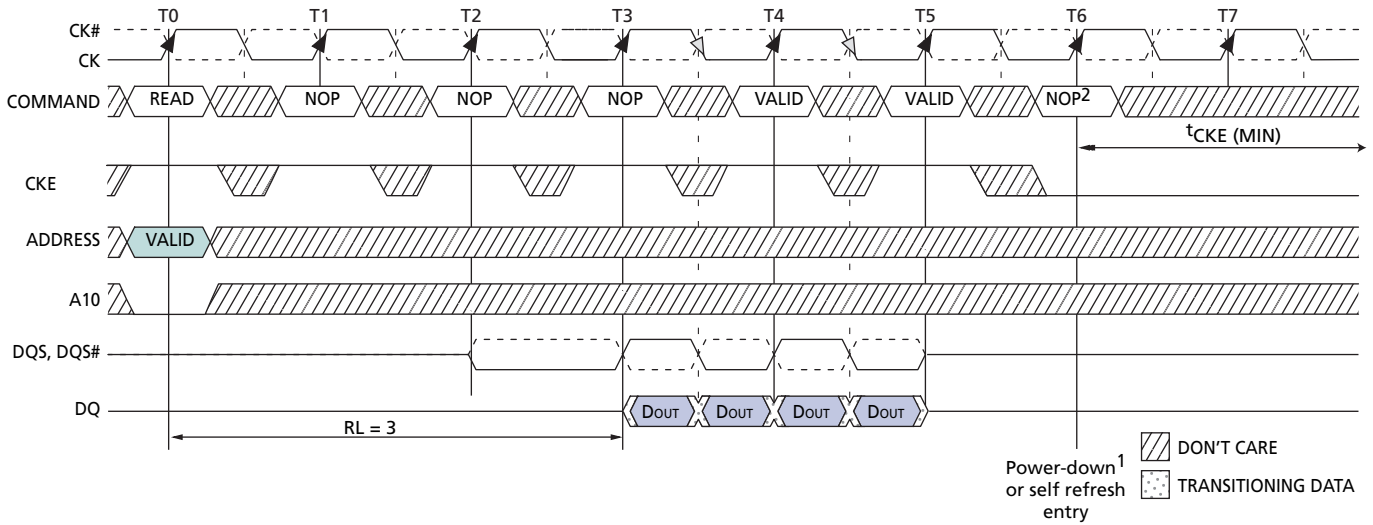 T0 T1 T2 T3 T4 T5 T6 T7
CK#
CK
COMMAND READ NOP NOP NOP VALID VALID NOP2
tCKE (MIN)
CKE
ADDRESS VALID
A10
DQS, DQS#
DQ DOUT DOUT DOUT DOUT
RL = 3
Power-down1
or self refresh
entry
DON'T CARE
TRANSITIONING DATA